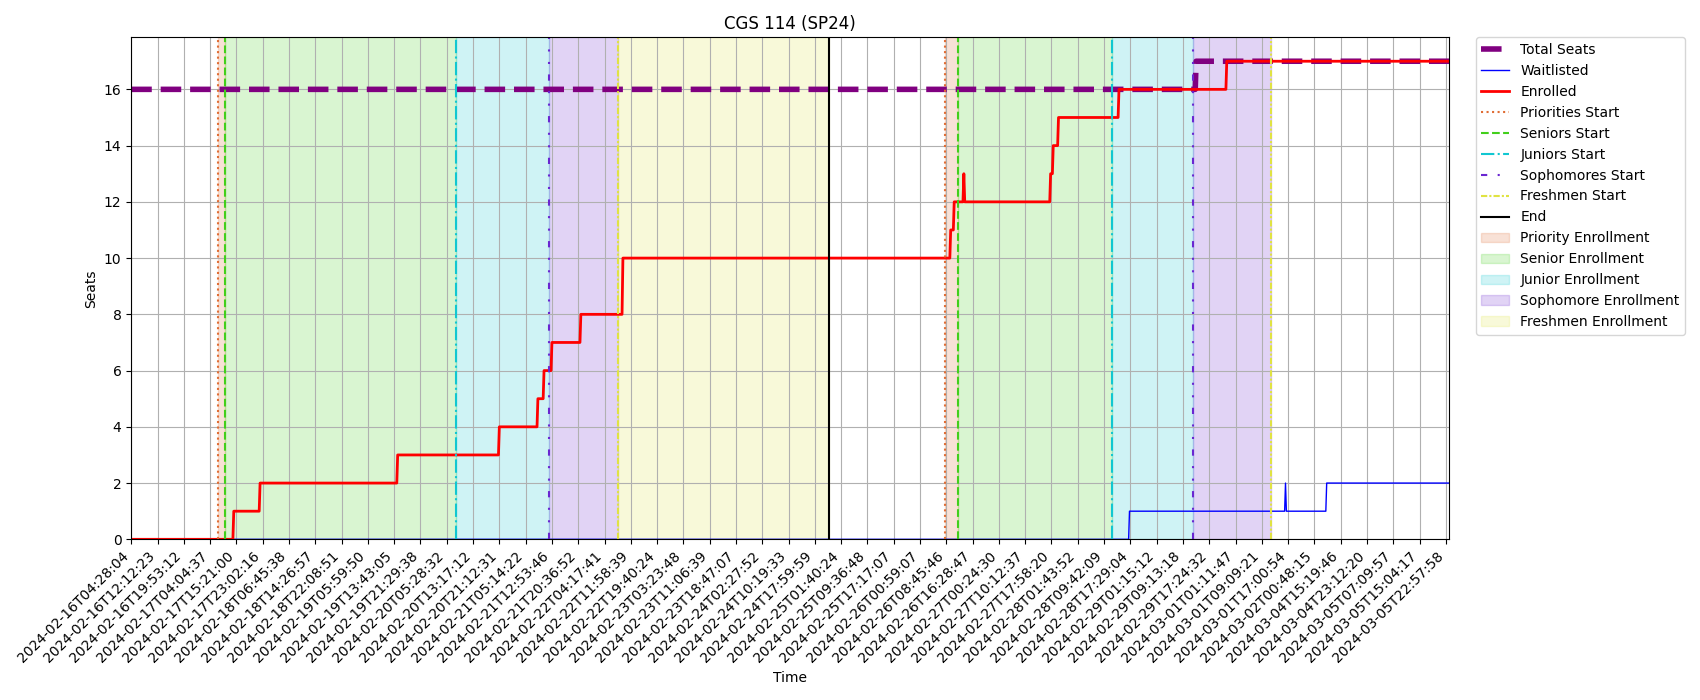 CGS 114 (SP24)
Seats
16
14
12
10
8
6
4
2
0
2024-02-16T04:28:04
2024-02-16T12:12:23
2024-02-16T19:53:12
2024-02-17T04:04:37
2024-02-17T15:21:00
2024-02-17T23:02:16
2024-02-18T06:45:38
2024-02-18T14:26:57
2024-02-18T22:08:51
2024-02-19T05:59:50
2024-02-19T13:43:05
2024-02-19T21:29:38
2024-02-20T05:28:32
2024-02-20T13:17:12
2024-02-20T21:12:31
2024-02-21T05:14:22
2024-02-21T12:53:46
2024-02-21T20:36:52
2024-02-22T04:17:41
2024-02-22T11:58:39
2024-02-22T19:40:24
2024-02-23T03:23:48
2024-02-23T11:06:39
2024-02-23T18:47:07
2024-02-24T02:27:52
2024-02-24T10:19:33
2024-02-24T17:59:59
2024-02-25T01:40:24
2024-02-25T09:36:48
2024-02-25T17:17:07
2024-02-26T00:59:07
2024-02-26T08:45:46
2024-02-26T16:28:47
2024-02-27T00:24:30
2024-02-27T10:12:37
2024-02-27T17:58:20
2024-02-28T01:43:52
2024-02-28T09:42:09
2024-02-28T17:29:04
2024-02-29T01:15:12
2024-02-29T09:13:18
2024-02-29T17:24:32
2024-03-01T01:11:47
2024-03-01T09:09:21
2024-03-01T17:00:54
2024-03-02T00:48:15
2024-03-04T15:19:46
2024-03-04T23:12:20
2024-03-05T07:09:57
2024-03-05T15:04:17
2024-03-05T22:57:58
Time
Total Seats
Waitlisted
Enrolled
Priorities Start
Seniors Start
Juniors Start
Sophomores Start
Freshmen Start
End
Priority Enrollment
Senior Enrollment
Junior Enrollment
Sophomore Enrollment
Freshmen Enrollment